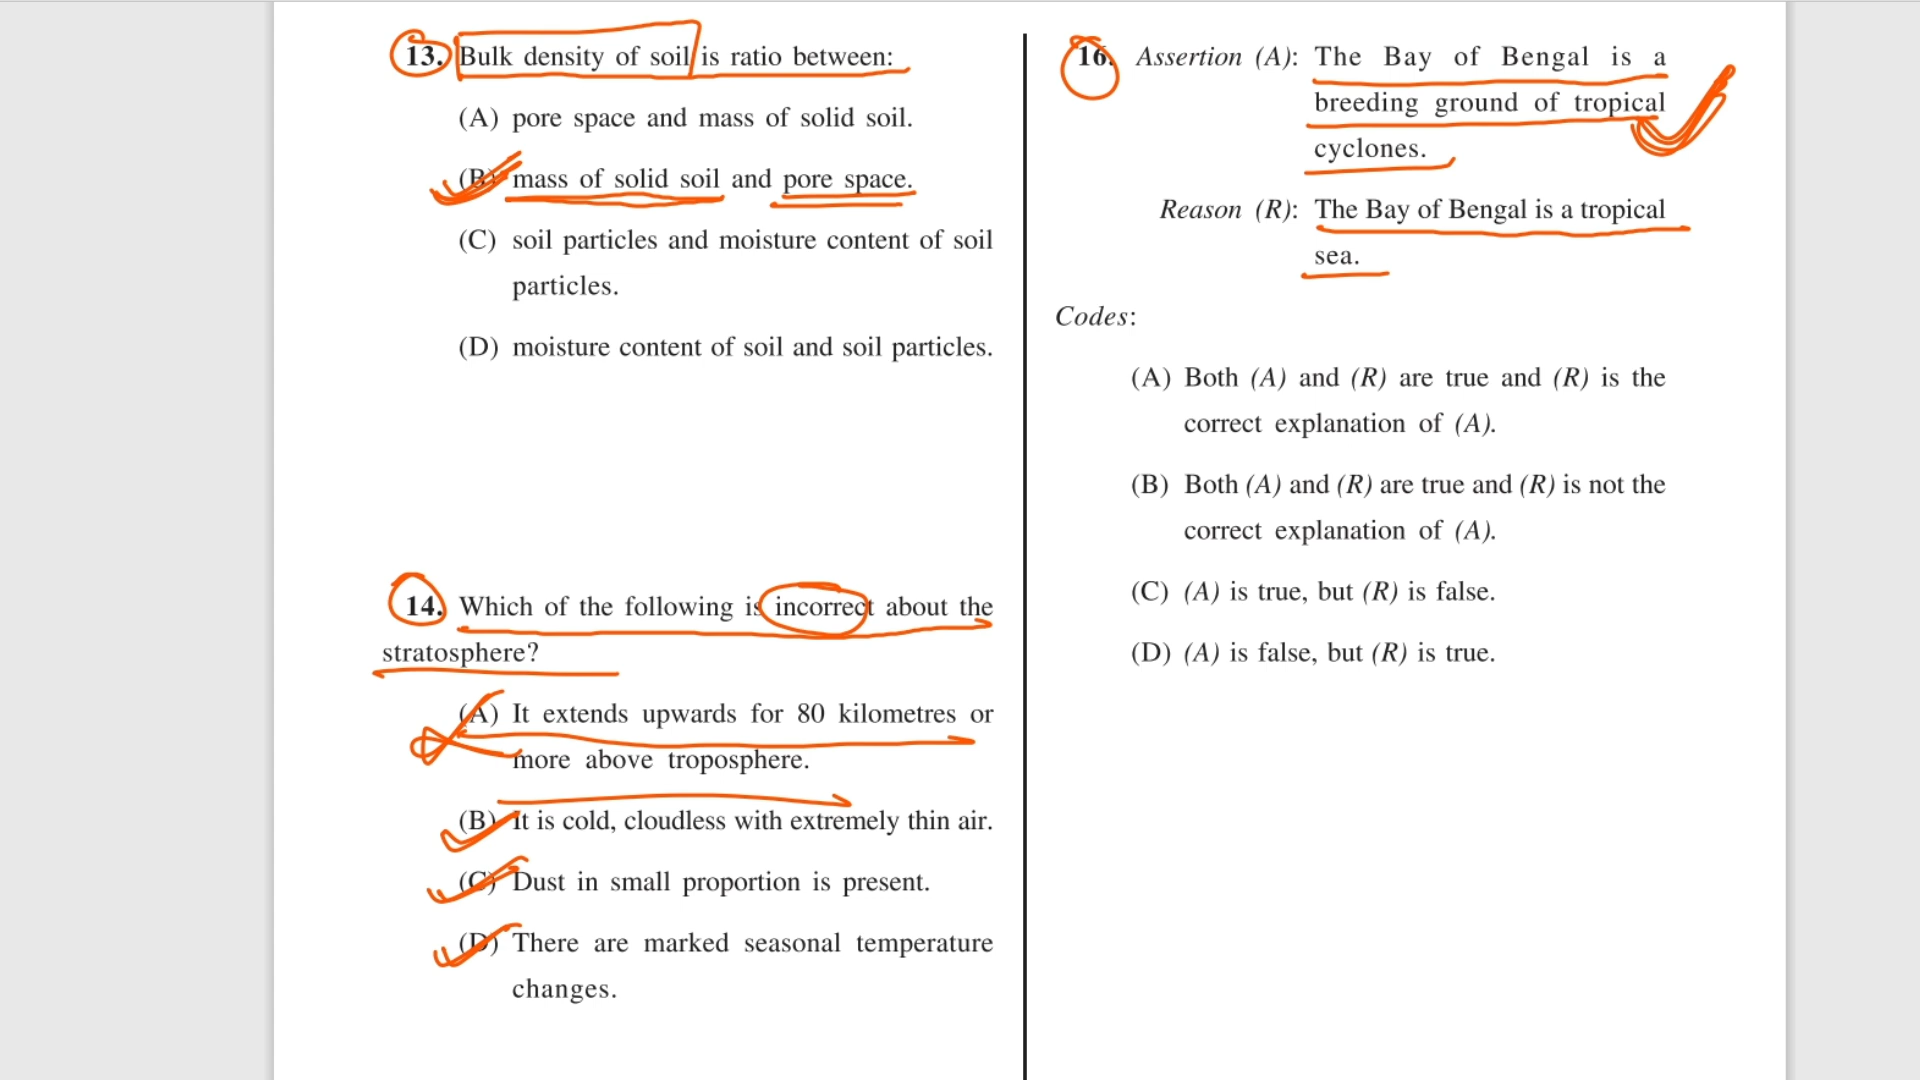 13. Bulk density of soil is ratio between:
(A) pore space and mass of solid soil.
(B) mass of solid soil and pore space.
(C) soil particles and moisture content of soil
particles.
(D) moisture content of soil and soil particles.
14. Which of the following is incorrect about the
stratosphere?
(A) It extends upwards for 80 kilometres or
more above troposphere.
(B) It is cold, cloudless with extremely thin air.
(C) Dust in small proportion is present.
(D) There are marked seasonal temperature
changes.
16. Assertion (A): The Bay of Bengal is a
breeding ground of tropical
cyclones.
Reason (R): The Bay of Bengal is a tropical
sea.
Codes:
(A) Both (A) and (R) are true and (R) is the
correct explanation of (A).
(B) Both (A) and (R) are true and (R) is not the
correct explanation of (A).
(C) (A) is true, but (R) is false.
(D) (A) is false, but (R) is true.